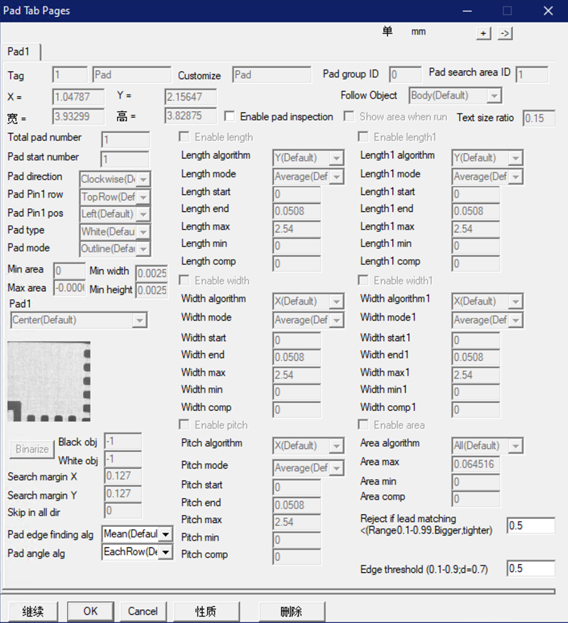 Pad Tab Pages
单 mm + ->
Pad1
Tag 1 Pad Customize Pad Pad group ID 0 Pad search area ID 1
X = 1.04787 Y = 2.15647 Follow Object Body(Default)
宽 = 3.93299 高 = 3.82875 Enable pad inspection Show area when run Text size ratio 0.15
Total pad number 1 Enable length Enable length1
Pad start number 1 Length algorithm Y(Default) Length1 algorithm Y(Default)
Pad direction Clockwise(D Length mode Average(Def Length1 mode Average(Def
Pad Pin1 row TopRow(De Length start 0 Length1 start 0
Pad Pin1 pos Left(Default) Length end 0.0508 Length1 end 0.0508
Pad type White(Defau Length max 2.54 Length1 max 2.54
Pad mode Outline(Defau Length min 0 Length1 min 0
Length comp 0 Length1 comp 0
Min area 0 Min width 0.0025 Enable width Enable width1
Max area -0.000 Min height 0.0025 Width algorithm X(Default) Width algorithm1 X(Default)
Pad1
Center(Default) Width mode Average(Def Width mode1 Average(Def
Width start 0 Width start1 0
Width end 0.0508 Width end1 0.0508
Width max 2.54 Width max1 2.54
Width min 0 Width min1 0
Width comp 0 Width comp1 0
Enable pitch Enable area
Binarize Black obj -1 Pitch algorithm X(Default) Area algorithm All(Default)
White obj -1 Pitch mode Average(Def Area max 0.064516
Search margin X 0.127 Pitch start 0 Area min 0
Search margin Y 0.127 Pitch end 0.0508 Area comp 0
Skip in all dir 0 Pitch max 2.54 Reject if lead matching
<(Range0.1-0.99.Bigger,tighter) 0.5
Pad edge finding alg Mean(Defaul Pitch min 0
Pad angle alg EachRow(De Pitch comp 0 Edge threshold (0.1-0.9;d=0.7) 0.5
继续 OK Cancel 性质 删除